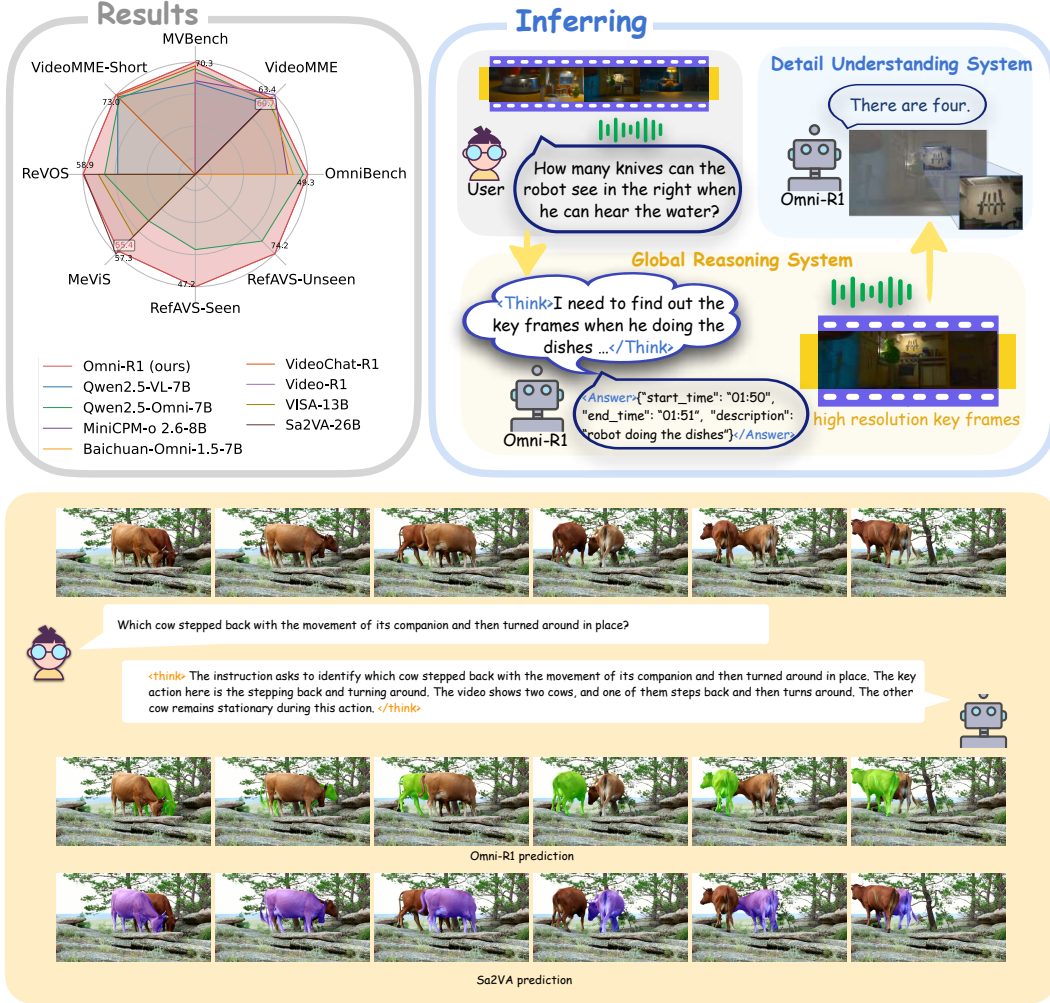 Results
MVBench
70.3
VideoMME-Short
VideoMME
63.4
60.7
73.0
58.9
ReVOS
OmniBench
49.3
55.4
57.3
74.2
MeViS
RefAVS-Unseen
47.2
RefAVS-Seen
Omni-R1 (ours)
Qwen2.5-VL-7B
Qwen2.5-Omni-7B
MiniCPM-o 2.6-8B
Baichuan-Omni-1.5-7B
VideoChat-R1
Video-R1
VISA-13B
Sa2VA-26B
Inferring
User
How many knives can the
robot see in the right when
he can hear the water?
Detail Understanding System
There are four.
Omni-R1
Global Reasoning System
<Think>I need to find out the
key frames when he doing the
dishes ...</Think>
Omni-R1
<Answer>{"start_time": "01:50",
"end_time": "01:51", "description":
"robot doing the dishes"}</Answer>
high resolution key frames
Which cow stepped back with the movement of its companion and then turned around in place?
<think> The instruction asks to identify which cow stepped back with the movement of its companion and then turned around in place. The key
action here is the stepping back and turning around. The video shows two cows, and one of them steps back and then turns around. The other
cow remains stationary during this action. </think>
Omni-R1 prediction
Sa2VA prediction